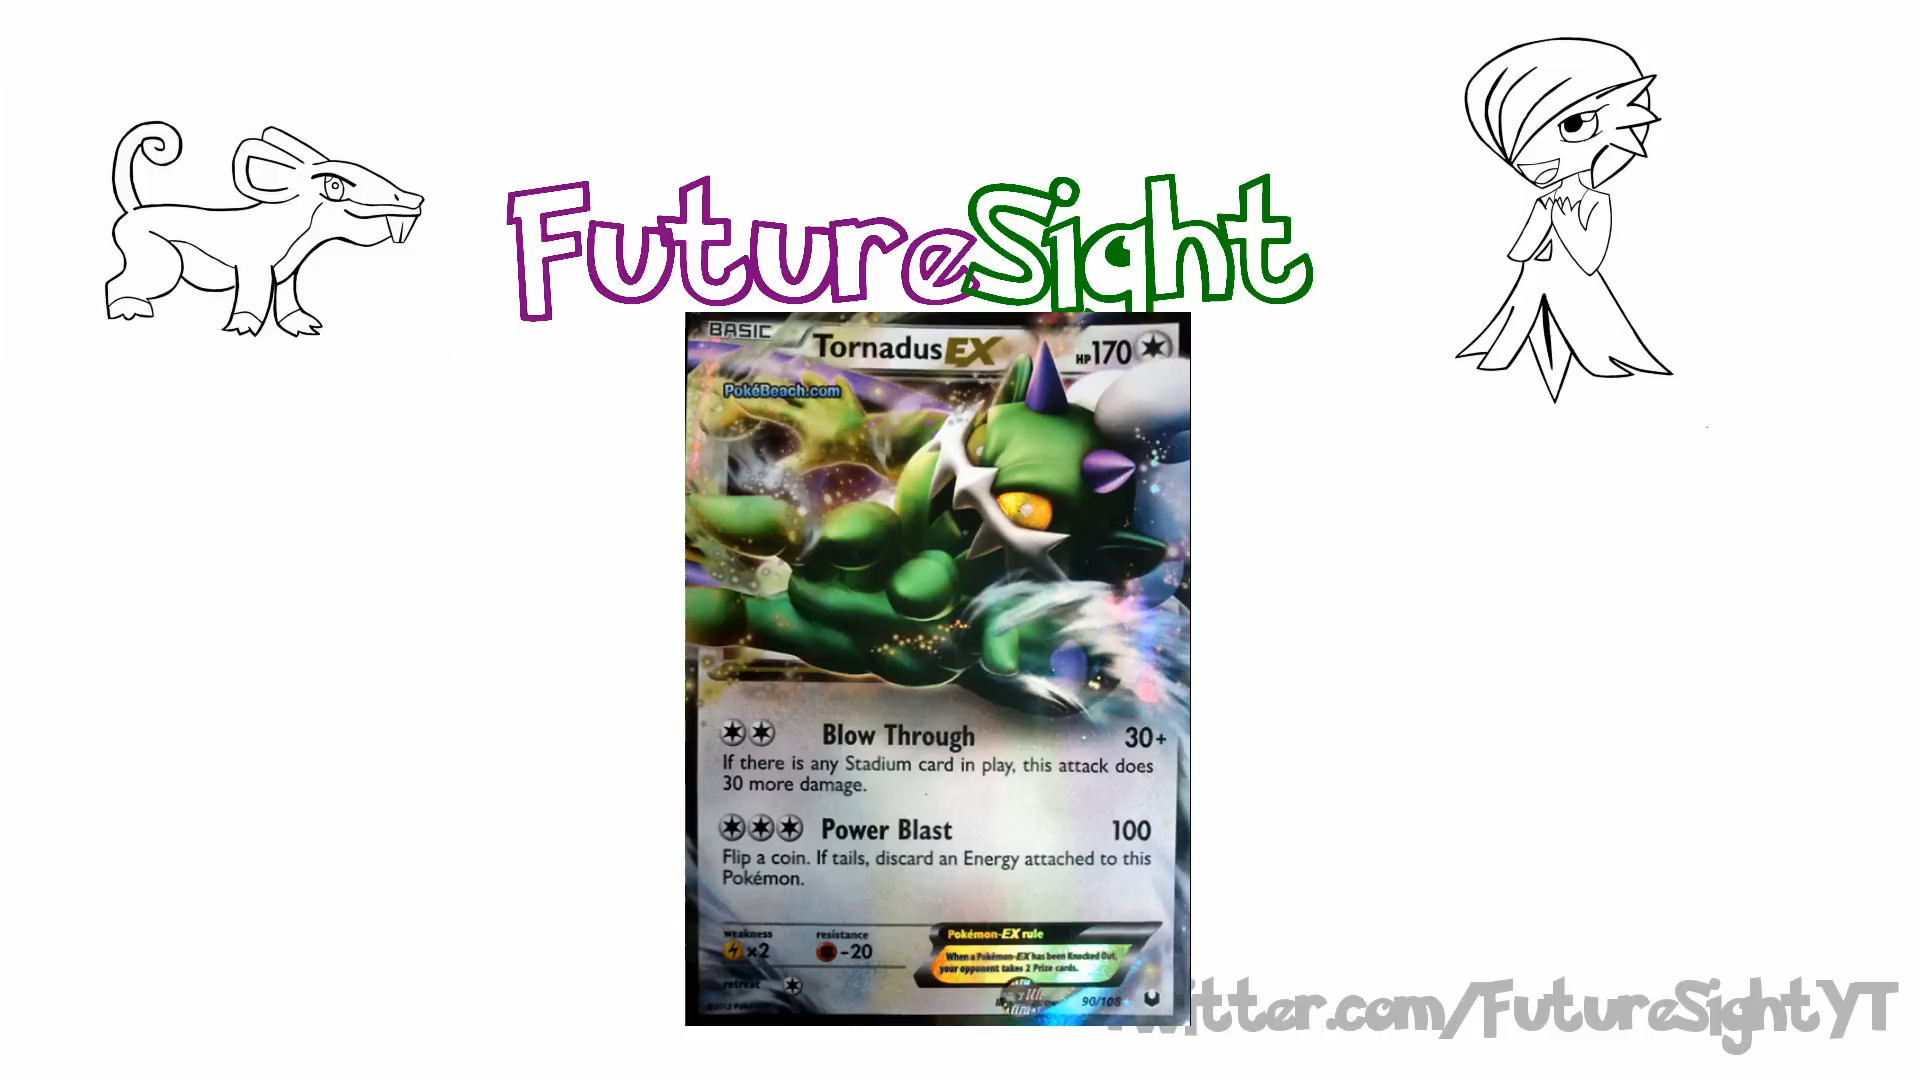 FutureSight
BASIC
TornadusEX
HP170
PokéBeach.com
Blow Through 30+
If there is any Stadium card in play, this attack does
30 more damage.
Power Blast 100
Flip a coin. If tails, discard an Energy attached to this
Pokémon.
weakness resistance
×2 -20
Pokémon-EX rule
When a Pokémon-EX has been Knocked Out,
your opponent takes 2 Prize cards.
retreat
90/108
witter.com/FutureSightYT